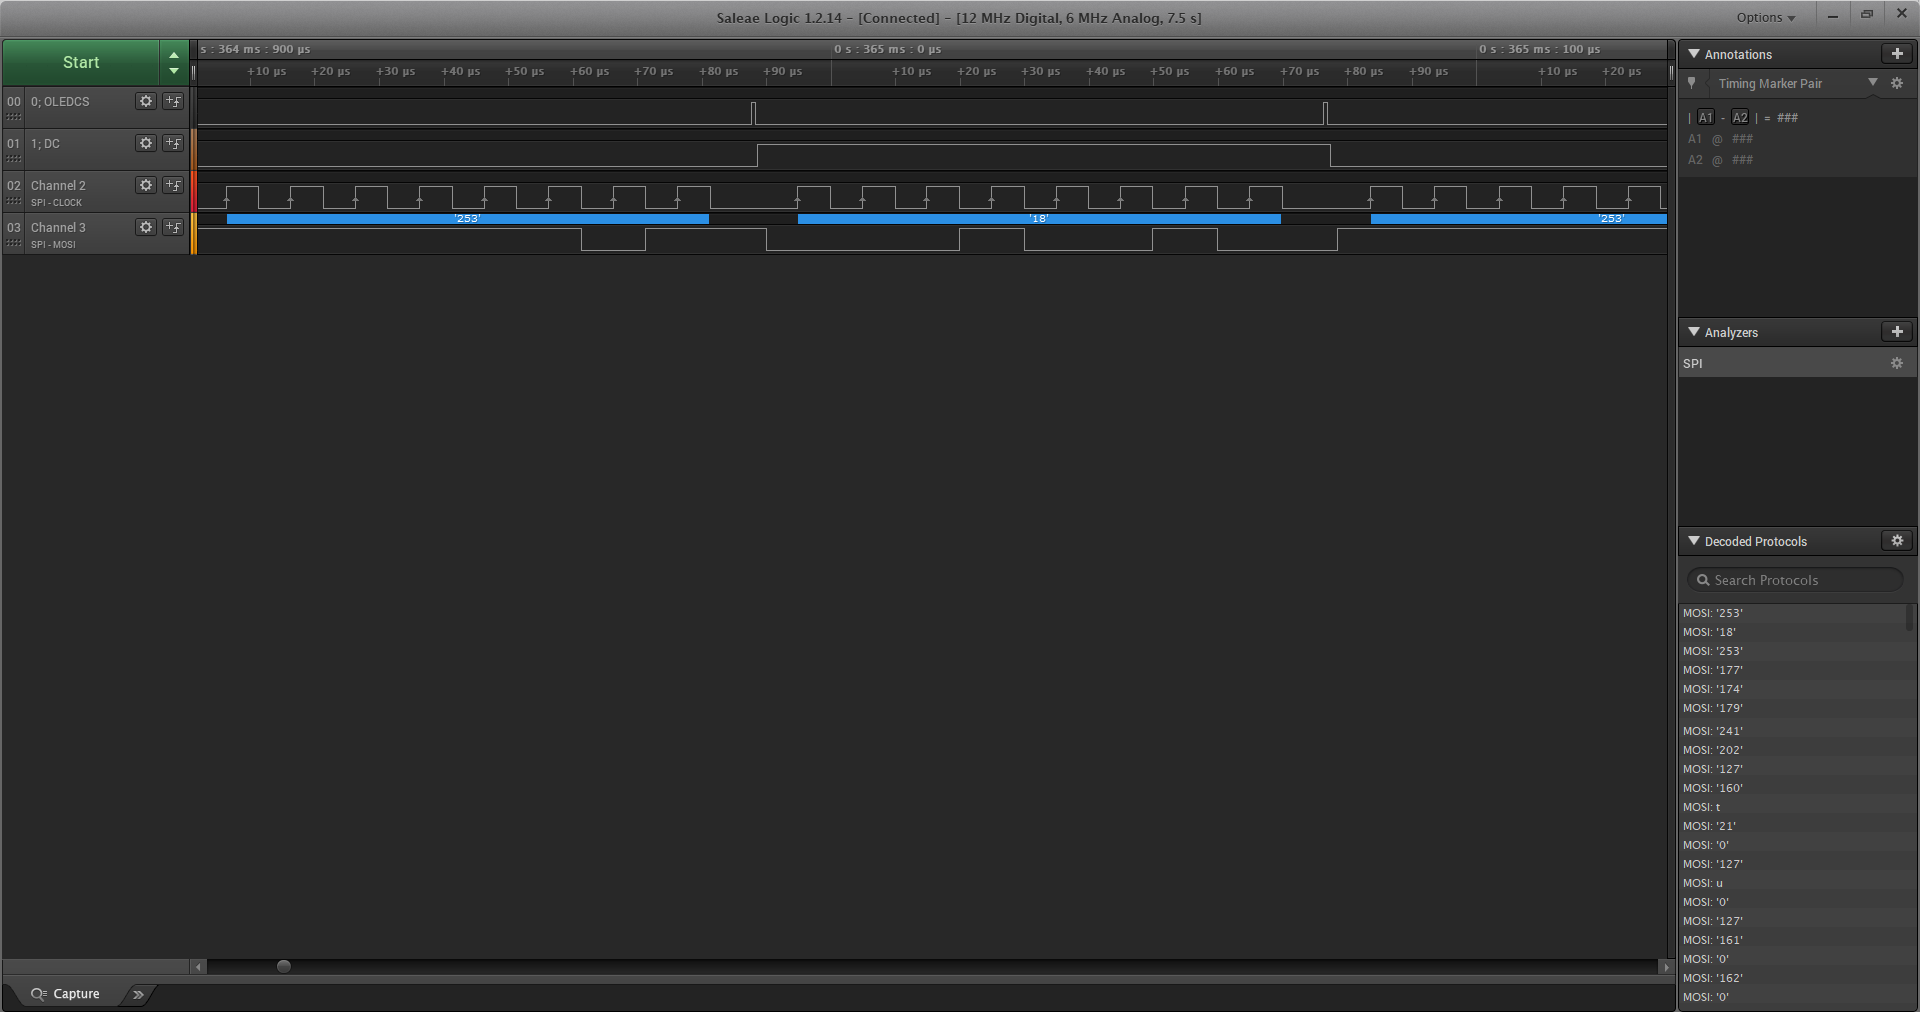 Saleae Logic 1.2.14 - [Connected] - [12 MHz Digital, 6 MHz Analog, 7.5 s]
Options
Start
s : 364 ms : 900 µs
0 s : 365 ms : 0 µs
0 s : 365 ms : 100 µs
+10 µs +20 µs +30 µs +40 µs +50 µs +60 µs +70 µs +80 µs +90 µs +10 µs +20 µs +30 µs +40 µs +50 µs +60 µs +70 µs +80 µs +90 µs +10 µs +20 µs
00 0; OLEDCS
01 1; DC
02 Channel 2
SPI - CLOCK
'253' '18' '253'
03 Channel 3
SPI - MOSI
Capture
Annotations
Timing Marker Pair
| A1 - A2 | = ###
A1 @ ###
A2 @ ###
Analyzers
SPI
Decoded Protocols
Search Protocols
MOSI: '253'
MOSI: '18'
MOSI: '253'
MOSI: '177'
MOSI: '174'
MOSI: '179'
MOSI: '241'
MOSI: '202'
MOSI: '127'
MOSI: '160'
MOSI: t
MOSI: '21'
MOSI: '0'
MOSI: '127'
MOSI: u
MOSI: '0'
MOSI: '127'
MOSI: '161'
MOSI: '0'
MOSI: '162'
MOSI: '0'